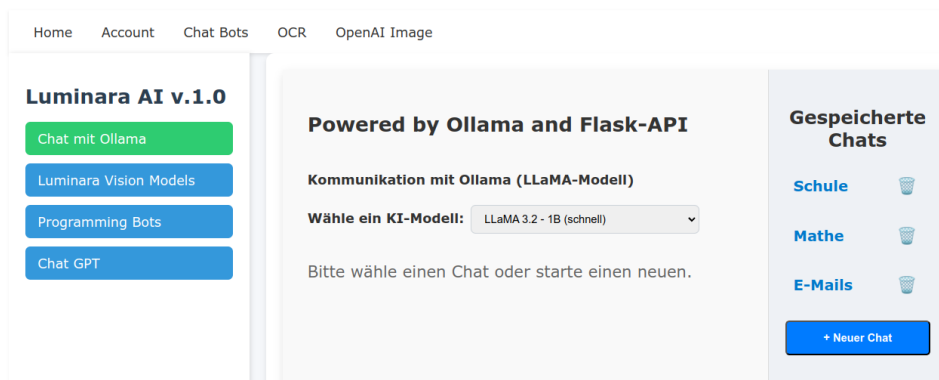 Home Account Chat Bots OCR OpenAI Image
Luminara AI v.1.0
Chat mit Ollama
Luminara Vision Models
Programming Bots
Chat GPT
Powered by Ollama and Flask-API
Kommunikation mit Ollama (LLaMA-Modell)
Wähle ein KI-Modell: LLaMA 3.2 - 1B (schnell)
Bitte wähle einen Chat oder starte einen neuen.
Gespeicherte
Chats
Schule
Mathe
E-Mails
+ Neuer Chat